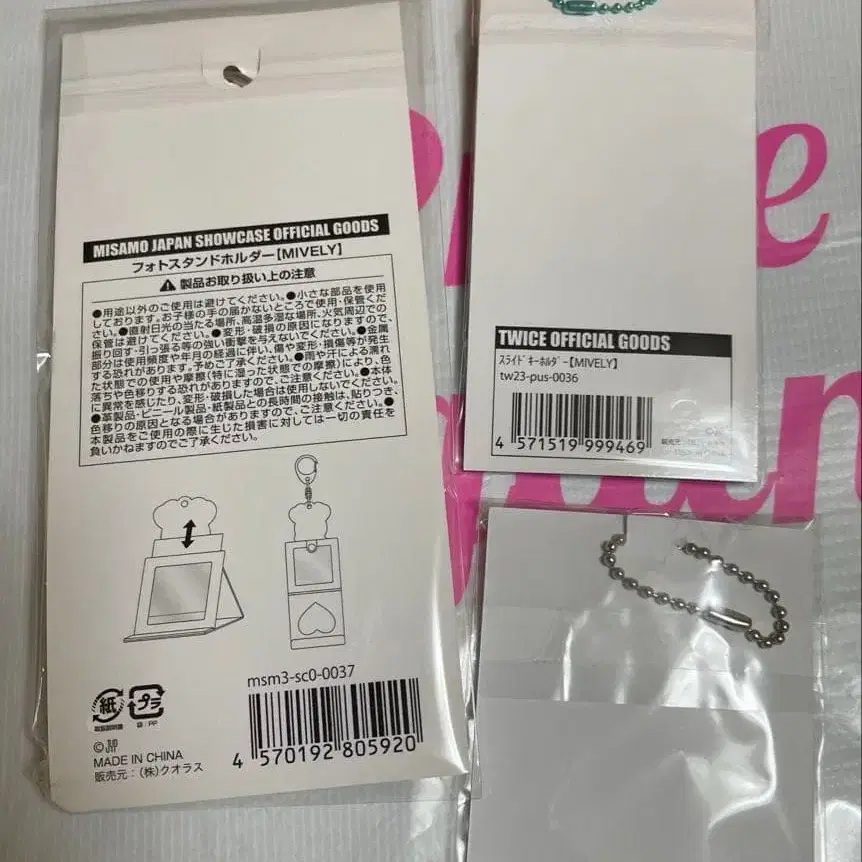 MISAMO JAPAN SHOWCASE OFFICIAL GOODS
フォトスタンドホルダー【MIVELY】
製品お取り扱い上の注意
●用途以外のご使用は避けてください。●小さな部品を使用
しております。お子様の手の届かないところで使用・保管くだ
さい。●直射日光の当たる場所、高温多湿な場所、火気周辺での
保管は避けてください。●変形・破損の原因になりますので、
振り回す・引っ張る等の強い衝撃を与えないでください。●金属
部分は使用頻度や年月の経過に伴い、傷や変形・損傷等が発生
する恐れがあります。予めご了承ください。●雨や汗による濡れ
た状態での使用や摩擦（特に湿った状態での摩擦）により、色
落ちや色移りする恐れがありますので、ご注意ください。●本体
に異常を感じたり、変形・破損した場合は使用しないでください。
●革製品・ビニール製品・紙製品との長時間の接触は、貼りつき、
色移りの原因となる場合がありますので、ご注意ください。●
本製品をご使用の際に生じた損害に対しては一切の責任を
負いかねますのでご了承ください。
紙
プラ
袋:PP
msm3-sc0-0037
4 570192 805920
MADE IN CHINA
販売元：(株)クオラス
TWICE OFFICIAL GOODS
ｽﾗｲﾄﾞｷｰﾎﾙﾀﾞｰ【MIVELY】
tw23-pus-0036
4 571519 999469